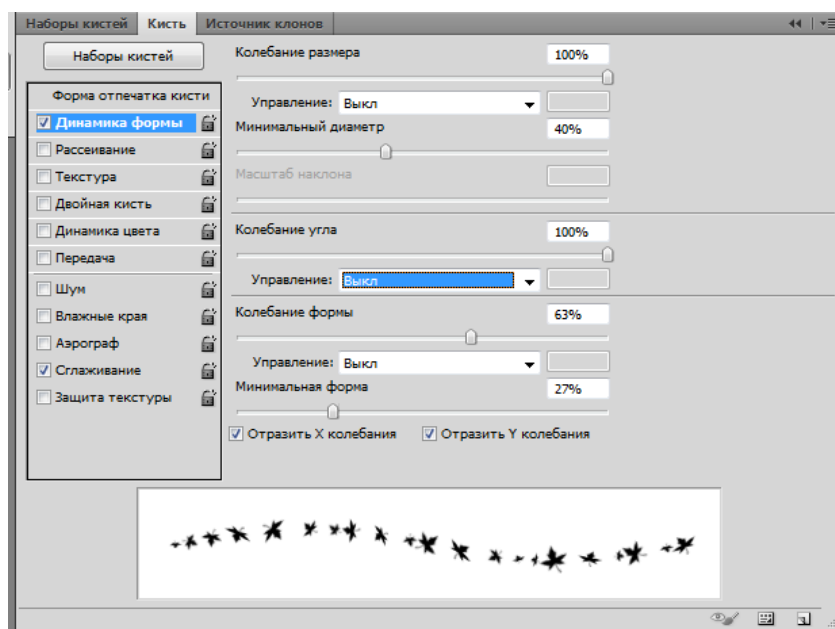 Наборы кистей Кисть Источник клонов
Наборы кистей
Форма отпечатка кисти
Динамика формы
Рассеивание
Текстура
Двойная кисть
Динамика цвета
Передача
Шум
Влажные края
Аэрограф
Сглаживание
Защита текстуры
Колебание размера 100%
Управление: Выкл
Минимальный диаметр 40%
Масштаб наклона
Колебание угла 100%
Управление: Выкл
Колебание формы 63%
Управление: Выкл
Минимальная форма 27%
Отразить X колебания Отразить Y колебания